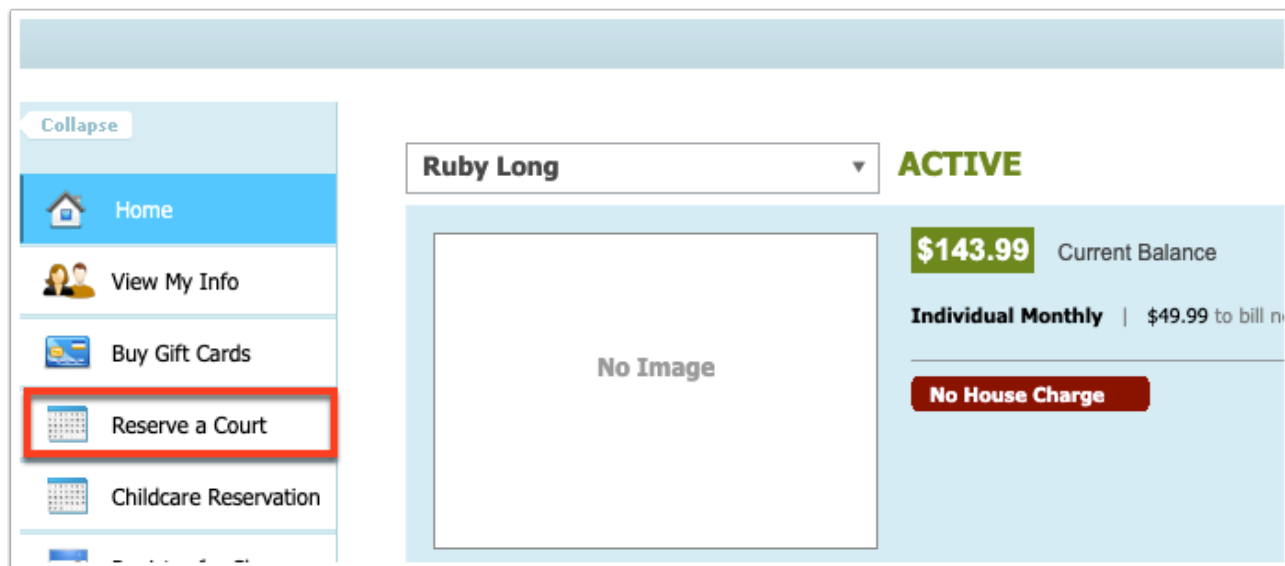 Collapse
Home
View My Info
Buy Gift Cards
Reserve a Court
Childcare Reservation
Ruby Long
ACTIVE
No Image
$143.99 Current Balance
Individual Monthly | $49.99 to bill
No House Charge